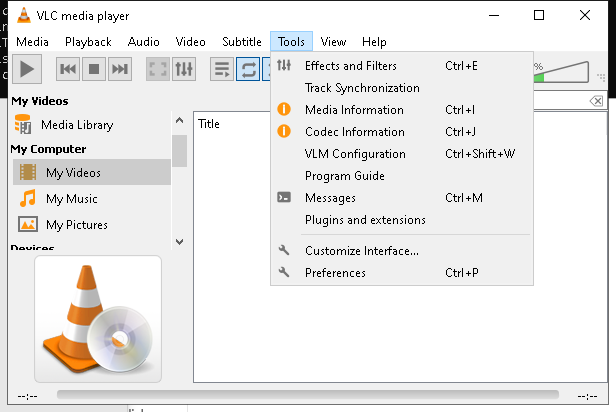 VLC media player
Media Playback Audio Video Subtitle Tools View Help
%
My Videos
Media Library
My Computer
My Videos
My Music
My Pictures
Devices
Title
Effects and Filters Ctrl+E
Track Synchronization
Media Information Ctrl+I
Codec Information Ctrl+J
VLM Configuration Ctrl+Shift+W
Program Guide
Messages Ctrl+M
Plugins and extensions
Customize Interface...
Preferences Ctrl+P
--:-- --:--